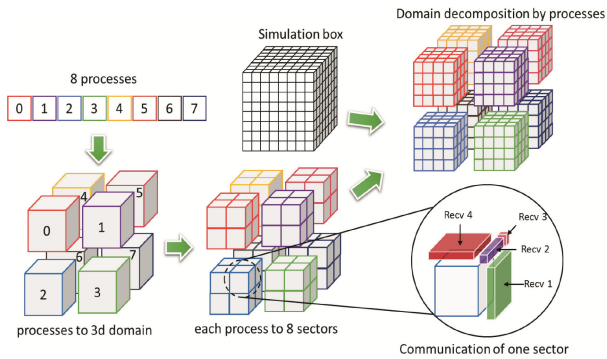 Domain decomposition by processes
Simulation box
8 processes
0 1 2 3 4 5 6 7
4
5
0
1
6
7
2
3
processes to 3d domain
each process to 8 sectors
Recv 4
Recv 3
Recv 2
Recv 1
Communication of one sector